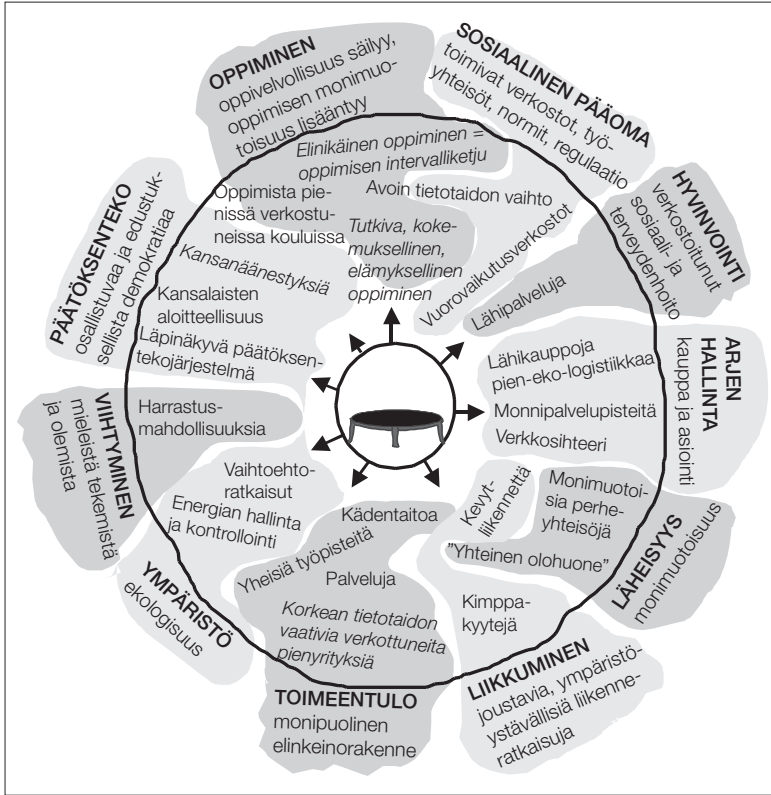 OPPIMINEN
oppivelvollisuus säilyy,
oppimisen monimuo-
toisuus lisääntyy
Elinikäinen oppiminen =
oppimisen intervalliketju
Oppimista pie-
nissä verkostu-
neissa kouluissa
Tutkiva, koke-
muksellinen,
elämyksellinen
oppiminen
SOSIAALINEN PÄÄOMA
toimivat verkostot, työ-
yhteisöt, normit, regulaatio
Avoin tietotaidon vaihto
Vuorovaikutusverkostot
HYVINVOINTI
verkostoitunut
sosiaali- ja
terveydenhoito
Lähipalveluja
ARJEN
HALLINTA
kauppa ja asiointi
Lähikauppoja
pien-eko-logistiikkaa
Monnipalvelupisteitä
Verkkosihteeri
LÄHEISYYS
monimuotoisuus
Monimuotoi-
sia perhe-
yhteisöjä
"Yhteinen olohuone"
LIIKKUMINEN
joustavia, ympäristö-
ystävällisiä liikenne-
ratkaisuja
Kevyt-
liikennettä
Kimppa-
kyytejä
TOIMEENTULO
monipuolinen
elinkeinorakenne
Kädentaitoa
Yheisiä työpisteitä
Palveluja
Korkean tietotaidon
vaativia verkottuneita
pienyrityksiä
YMPÄRISTÖ
ekologisuus
Vaihtoehto-
ratkaisut
Energian hallinta
ja kontrollointi
VIIHTYMINEN
mieleistä tekemistä
ja olemista
Harrastus-
mahdollisuuksia
PÄÄTÖKSENTEKO
osallistuvaa ja edustuk-
sellista demokratiaa
Kansanäänestyksiä
Kansalaisten
aloitteellisuus
Läpinäkyvä päätöksen-
tekojärjestelmä